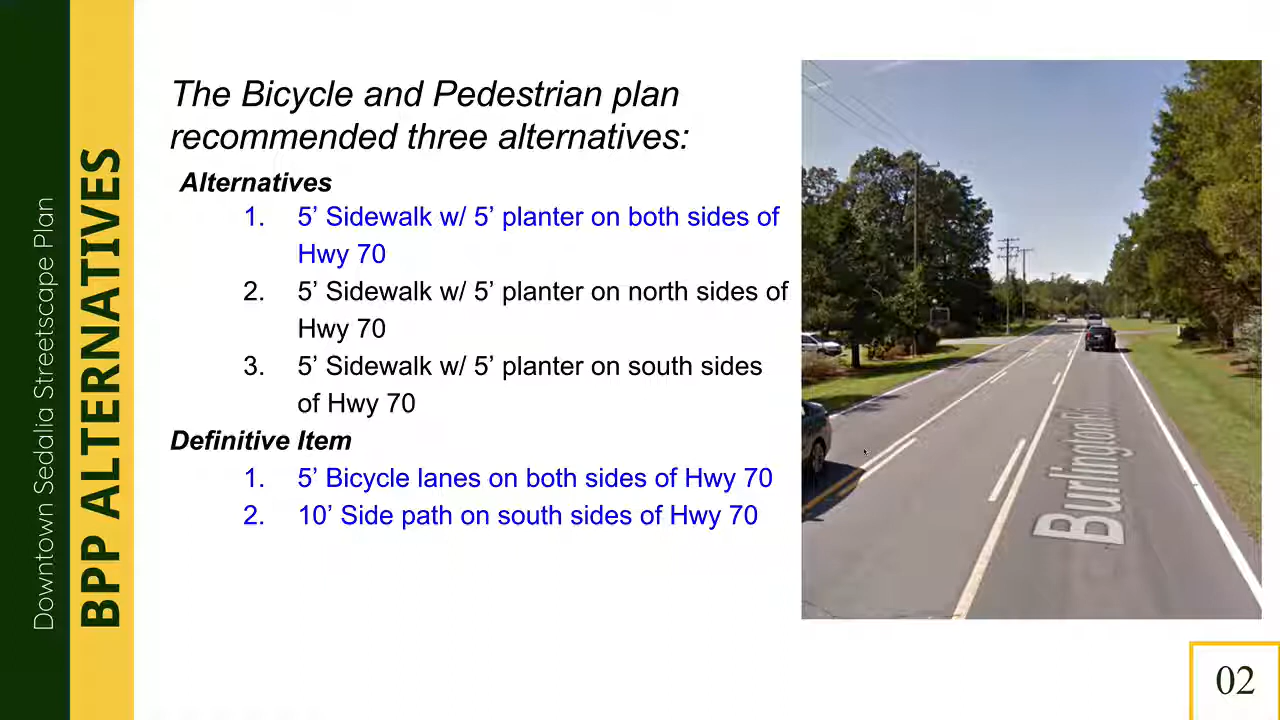 Downtown Sedalia Streetscape Plan
BPP ALTERNATIVES
The Bicycle and Pedestrian plan
recommended three alternatives:
Alternatives
1. 5’ Sidewalk w/ 5’ planter on both sides of
Hwy 70
2. 5’ Sidewalk w/ 5’ planter on north sides of
Hwy 70
3. 5’ Sidewalk w/ 5’ planter on south sides
of Hwy 70
Definitive Item
1. 5’ Bicycle lanes on both sides of Hwy 70
2. 10’ Side path on south sides of Hwy 70
Burlington Rd
02